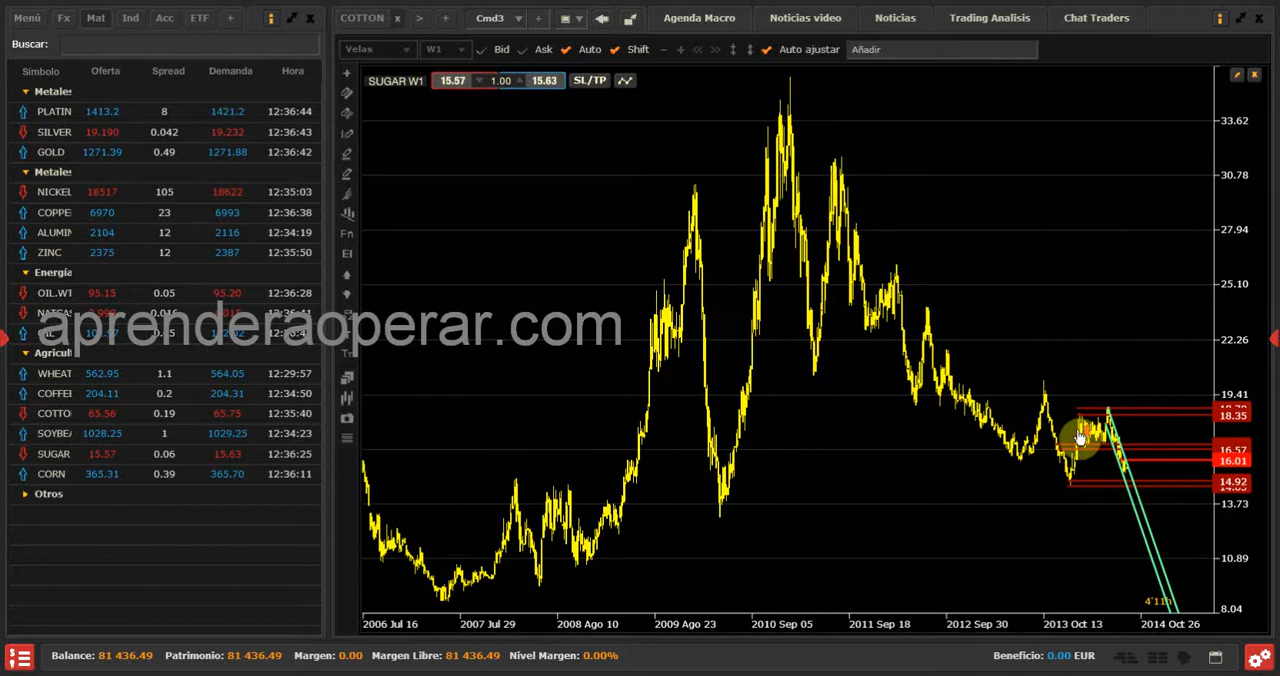 Menú Fx Mat Ind Acc ETF +
COTTON x > + Cmd3 + Agenda Macro Noticias video Noticias Trading Analisis Chat Traders
Buscar:
Velas W1 Bid Ask Auto Shift Auto ajustar Añadir
Símbolo Oferta Spread Demanda Hora
SUGAR W1 15.57 1.00 15.63 SL/TP
Metales
PLATIN 1413.2 8 1421.2 12:36:44
SILVER 19.190 0.042 19.232 12:36:43
GOLD 1271.39 0.49 1271.88 12:36:42
Metales
NICKEL 18517 105 18622 12:35:03
COPPE 6970 23 6993 12:36:38
ALUMIN 2104 12 2116 12:34:19
ZINC 2375 12 2387 12:35:50
Energía
OIL.WT 95.15 0.05 95.20 12:36:28
aprenderaoperar.com
Agricul
WHEAT 562.95 1.1 564.05 12:29:57
COFFEI 204.11 0.2 204.31 12:34:50
COTTO 65.56 0.19 65.75 12:35:40
SOYBEA 1028.25 1 1029.25 12:34:23
SUGAR 15.57 0.06 15.63 12:36:25
CORN 365.31 0.39 365.70 12:36:11
Otros
Fn
EI
33.62
30.78
27.94
25.10
22.26
19.41
18.35
16.57
16.01
14.92
13.73
10.89
8.04
2006 Jul 16 2007 Jul 29 2008 Ago 10 2009 Ago 23 2010 Sep 05 2011 Sep 18 2012 Sep 30 2013 Oct 13 2014 Oct 26
Balance: 81 436.49 Patrimonio: 81 436.49 Margen: 0.00 Margen Libre: 81 436.49 Nivel Margen: 0.00% Beneficio: 0.00 EUR